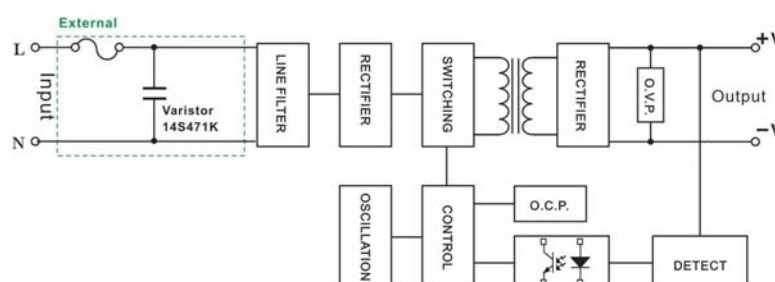 External
L
Input
N
Varistor
14S471K
LINE FILTER
RECTIFIER
SWITCHING
RECTIFIER
O.V.P.
+V
Output
−V
OSCILLATION
CONTROL
O.C.P.
DETECT